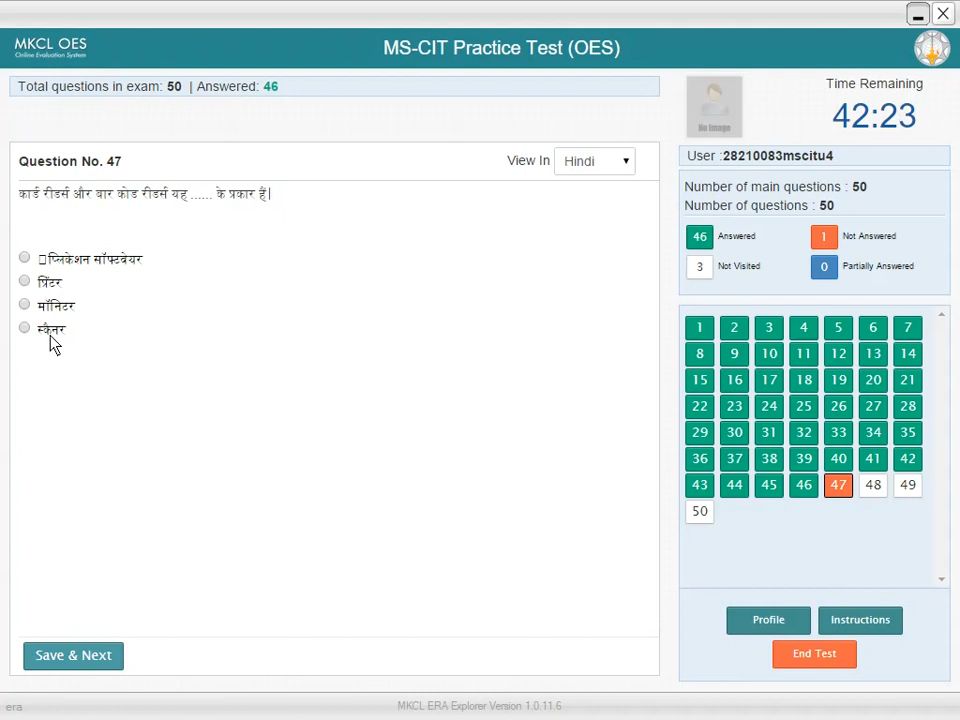 MKCL OES
Online Evaluation System
MS-CIT Practice Test (OES)
Total questions in exam: 50 | Answered: 46
No Image
Time Remaining
42:23
User :28210083mscitu4
Number of main questions : 50
Number of questions : 50
46 Answered 1 Not Answered
3 Not Visited 0 Partially Answered
Question No. 47
View In Hindi
कार्ड रीडर्स और बार कोड रीडर्स यह ...... के प्रकार हैं|
प्लिकेशन सॉफ्टवेयर
प्रिंटर
मॉनिटर
स्कैनर
1 2 3 4 5 6 7
8 9 10 11 12 13 14
15 16 17 18 19 20 21
22 23 24 25 26 27 28
29 30 31 32 33 34 35
36 37 38 39 40 41 42
43 44 45 46 47 48 49
50
Profile Instructions
End Test
Save & Next
era
MKCL ERA Explorer Version 1.0.11.6